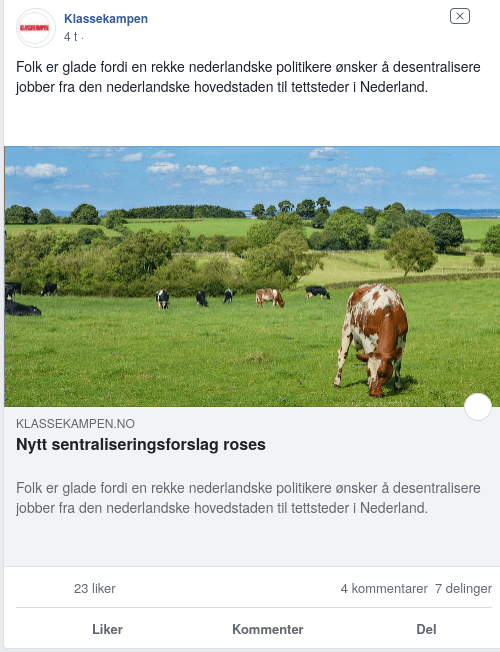 KLASSEKAMPEN
Klassekampen
4 t ·
Folk er glade fordi en rekke nederlandske politikere ønsker å desentralisere
jobber fra den nederlandske hovedstaden til tettsteder i Nederland.
KLASSEKAMPEN.NO
Nytt sentraliseringsforslag roses
Folk er glade fordi en rekke nederlandske politikere ønsker å desentralisere
jobber fra den nederlandske hovedstaden til tettsteder i Nederland.
23 liker 4 kommentarer 7 delinger
Liker Kommenter Del